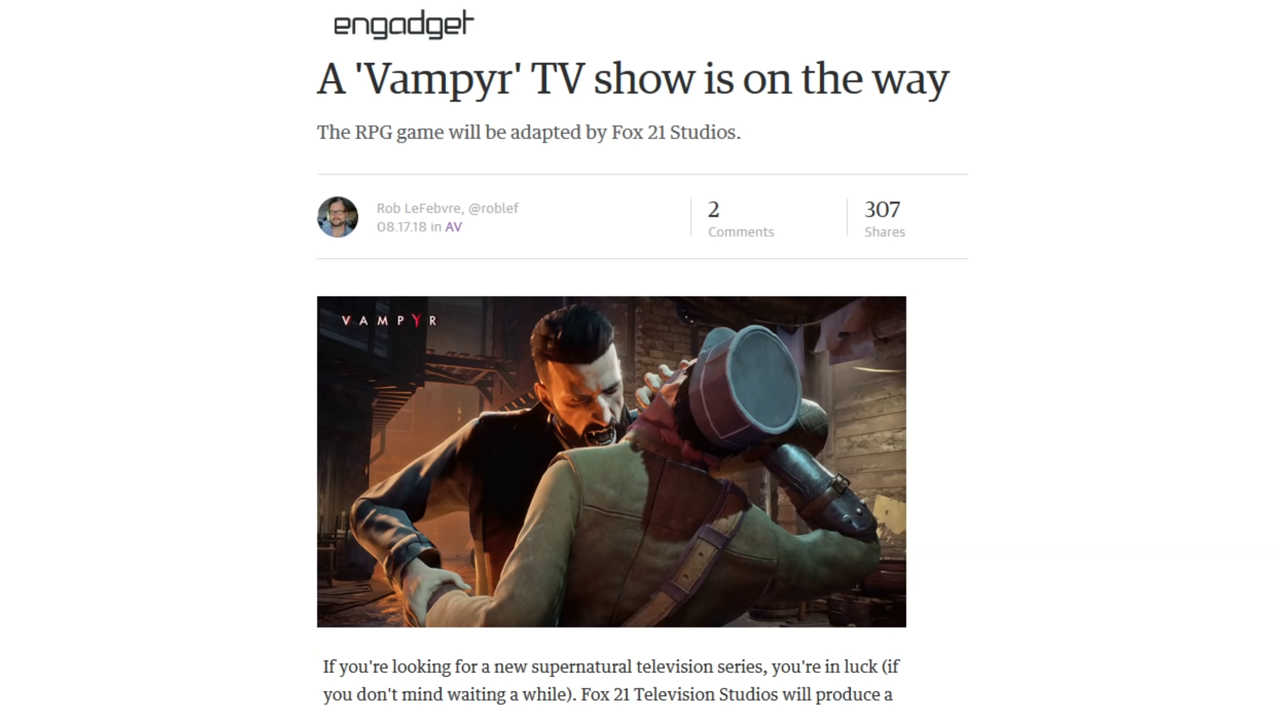 engadget
A 'Vampyr' TV show is on the way
The RPG game will be adapted by Fox 21 Studios.
Rob LeFebvre, @roblef
08.17.18 in AV
2
Comments
307
Shares
VAMPYR
If you're looking for a new supernatural television series, you're in luck (if
you don't mind waiting a while). Fox 21 Television Studios will produce a